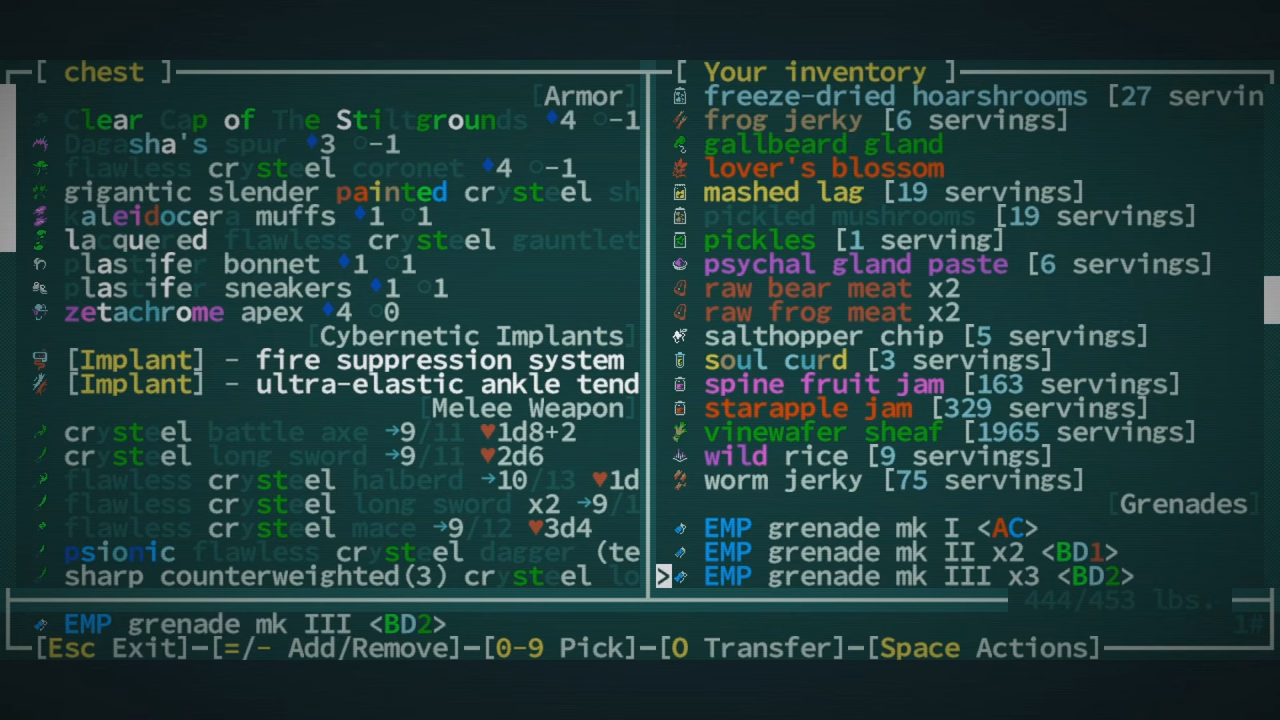 [ chest ]
[Armor]
Clear Cap of The Stiltgrounds ♦4 ○-1
Dagasha's spur ♦3 ○-1
flawless crysteel coronet ♦4 ○-1
gigantic slender painted crysteel sh
kaleidocera muffs ♦1 ○1
lacquered flawless crysteel gauntlet
plastifer bonnet ♦1 ○1
plastifer sneakers ♦1 ○1
zetachrome apex ♦4 ○0
[Cybernetic Implants]
[Implant] - fire suppression system
[Implant] - ultra-elastic ankle tend
[Melee Weapon]
crysteel battle axe →9/11 ♥1d8+2
crysteel long sword →9/11 ♥2d6
flawless crysteel halberd →10/13 ♥1d
flawless crysteel long sword x2 →9/1
flawless crysteel mace →9/12 ♥3d4
psionic flawless crysteel dagger (te
sharp counterweighted(3) crysteel lo
[ Your inventory ]
freeze-dried hoarshrooms [27 servin
frog jerky [6 servings]
gallbeard gland
lover's blossom
mashed lag [19 servings]
pickled mushrooms [19 servings]
pickles [1 serving]
psychal gland paste [6 servings]
raw bear meat x2
raw frog meat x2
salthopper chip [5 servings]
soul curd [3 servings]
spine fruit jam [163 servings]
starapple jam [329 servings]
vinewafer sheaf [1965 servings]
wild rice [9 servings]
worm jerky [75 servings]
[Grenades]
EMP grenade mk I <AC>
EMP grenade mk II x2 <BD1>
> EMP grenade mk III x3 <BD2>
444/453 lbs.
EMP grenade mk III <BD2>
1#
[Esc Exit]-[=/- Add/Remove]-[0-9 Pick]-[O Transfer]-[Space Actions]